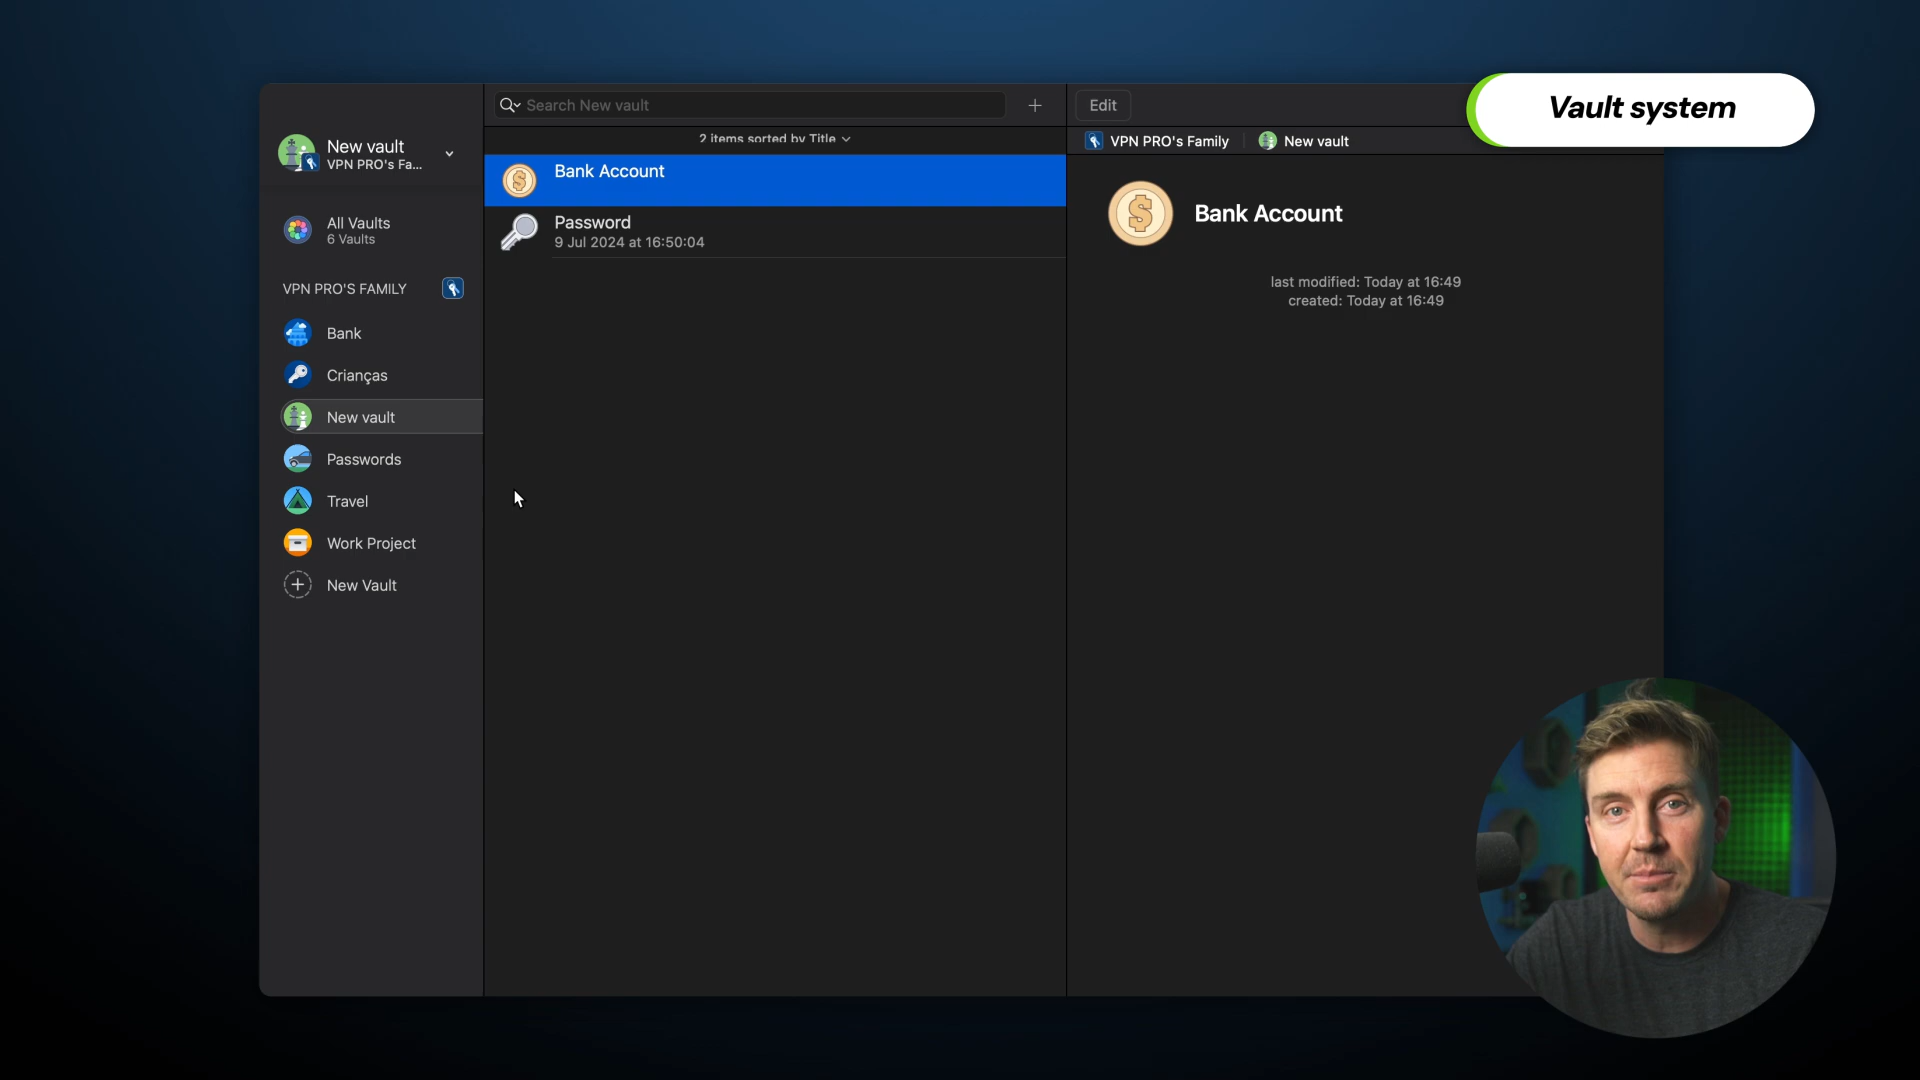 Vault system
New vault
VPN PRO's Fa...
All Vaults
6 Vaults
VPN PRO'S FAMILY
Bank
Crianças
New vault
Passwords
Travel
Work Project
New Vault
Search New vault
2 items sorted by Title
Bank Account
Password
9 Jul 2024 at 16:50:04
Edit
VPN PRO's Family
New vault
Bank Account
last modified: Today at 16:49
created: Today at 16:49